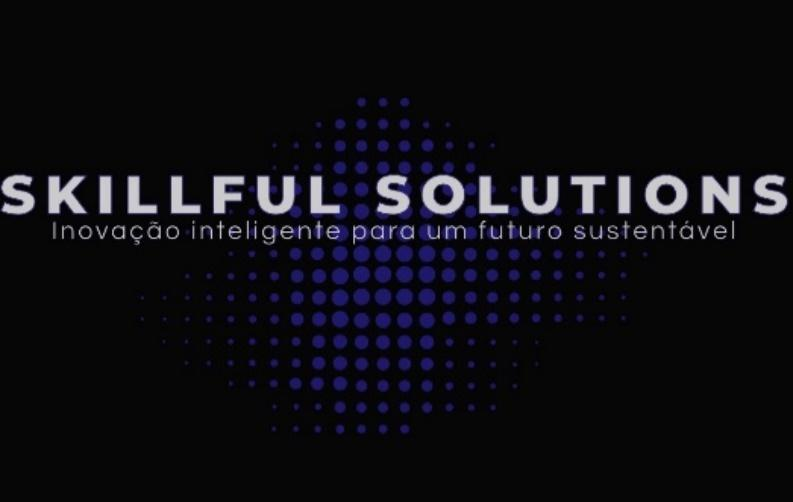 SKILLFUL SOLUTIONS
Inovação inteligente para um futuro sustentável